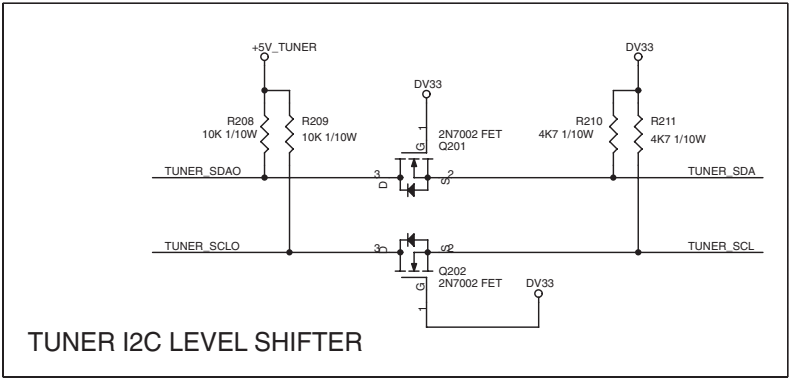 +5V_TUNER
DV33
DV33
R208
10K 1/10W
R209
10K 1/10W
1
G
2N7002 FET
Q201
R210
4K7 1/10W
R211
4K7 1/10W
TUNER_SDAO
3
D
S
2
TUNER_SDA
TUNER_SCLO
3
D
S
2
TUNER_SCL
Q202
2N7002 FET
G
1
DV33
TUNER I2C LEVEL SHIFTER